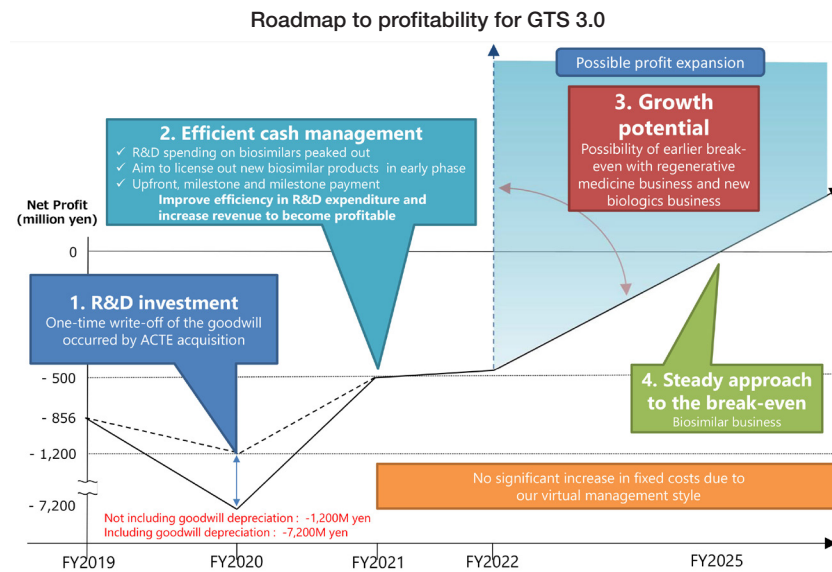 Roadmap to profitability for GTS 3.0
Possible profit expansion
2. Efficient cash management
✓ R&D spending on biosimilars peaked out
✓ Aim to license out new biosimilar products in early phase
✓ Upfront, milestone and milestone payment
Improve efficiency in R&D expenditure and
increase revenue to become profitable
3. Growth
potential
Possibility of earlier break-
even with regenerative
medicine business and new
biologics business
Net Profit
(million yen)
0
1. R&D investment
One-time write-off of the goodwill
occurred by ACTE acquisition
- 500
- 856
- 1,200
- 7,200
4. Steady approach
to the break-even
Biosimilar business
No significant increase in fixed costs due to
our virtual management style
Not including goodwill depreciation : -1,200M yen
Including goodwill depreciation : -7,200M yen
FY2019
FY2020
FY2021
FY2022
FY2025